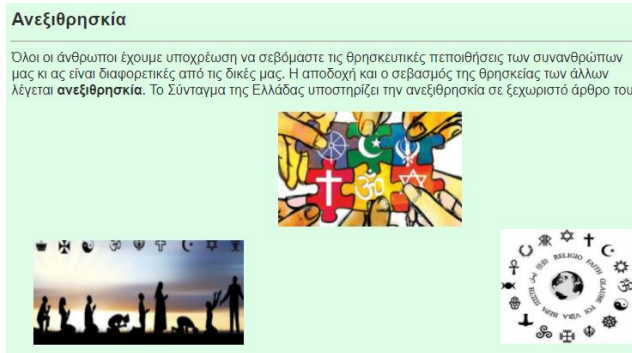 Ανεξιθρησκία
Όλοι οι άνθρωποι έχουμε υποχρέωση να σεβόμαστε τις θρησκευτικές πεποιθήσεις των συνανθρώπων
μας κι ας είναι διαφορετικές από τις δικές μας. Η αποδοχή και ο σεβασμός της θρησκείας των άλλων
λέγεται ανεξιθρησκία. Το Σύνταγμα της Ελλάδας υποστηρίζει την ανεξιθρησκία σε ξεχωριστό άρθρο του
RELIGIO FAITH